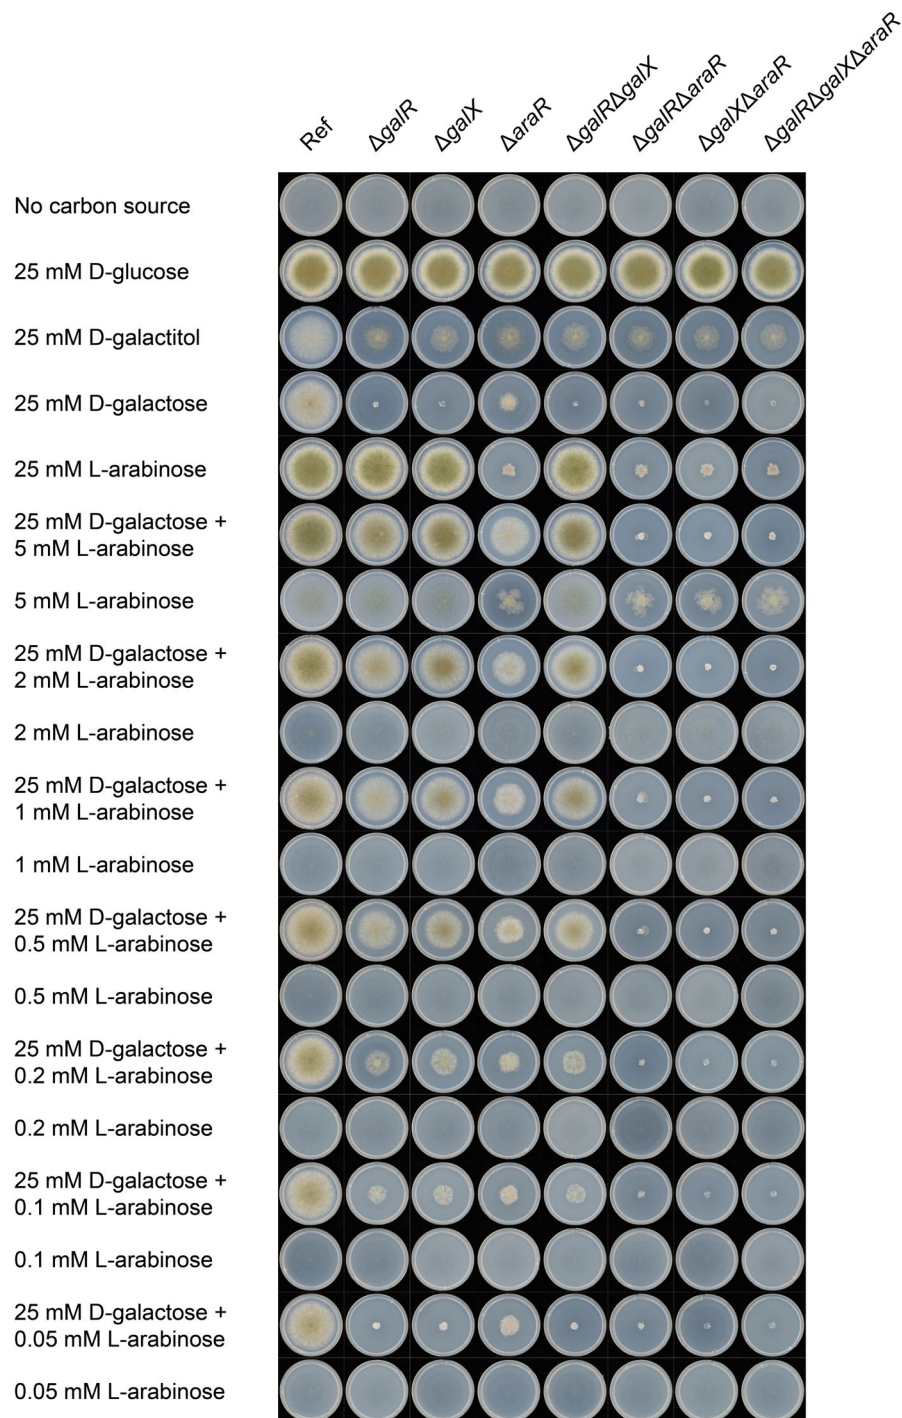 Ref
ΔgalR
ΔgalX
ΔaraR
ΔgalRΔgalX
ΔgalRΔaraR
ΔgalXΔaraR
ΔgalRΔgalXΔaraR
No carbon source
25 mM D-glucose
25 mM D-galactitol
25 mM D-galactose
25 mM L-arabinose
25 mM D-galactose +
5 mM L-arabinose
5 mM L-arabinose
25 mM D-galactose +
2 mM L-arabinose
2 mM L-arabinose
25 mM D-galactose +
1 mM L-arabinose
1 mM L-arabinose
25 mM D-galactose +
0.5 mM L-arabinose
0.5 mM L-arabinose
25 mM D-galactose +
0.2 mM L-arabinose
0.2 mM L-arabinose
25 mM D-galactose +
0.1 mM L-arabinose
0.1 mM L-arabinose
25 mM D-galactose +
0.05 mM L-arabinose
0.05 mM L-arabinose